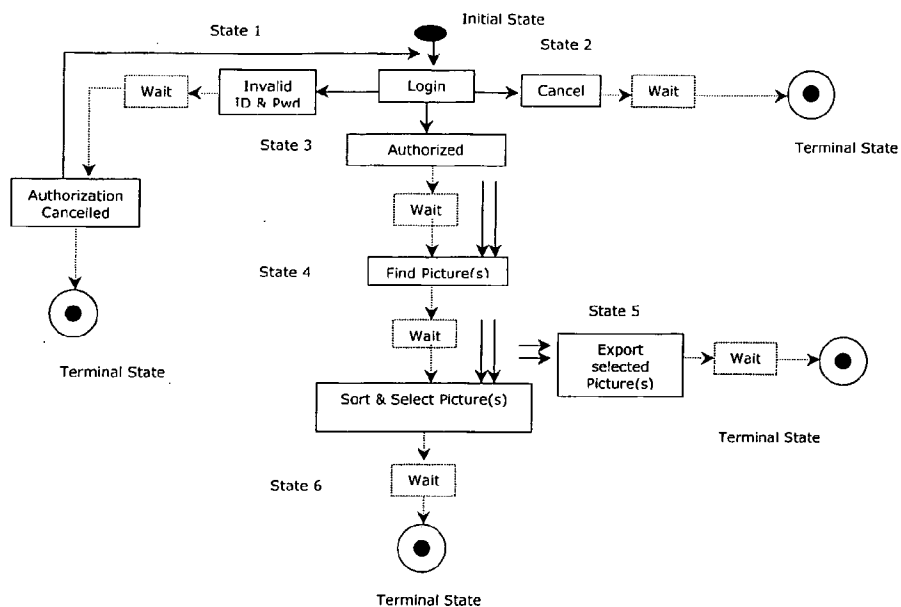 Initial State
State 1
State 2
Wait
Invalid
ID & Pwd
Login
Cancel
Wait
State 3
Authorized
Terminal State
Authorization
Cancelled
Wait
State 4
Find Picture(s)
State 5
Wait
Export
selected
Picture(s)
Wait
Terminal State
Sort & Select Picture(s)
Terminal State
State 6
Wait
Terminal State